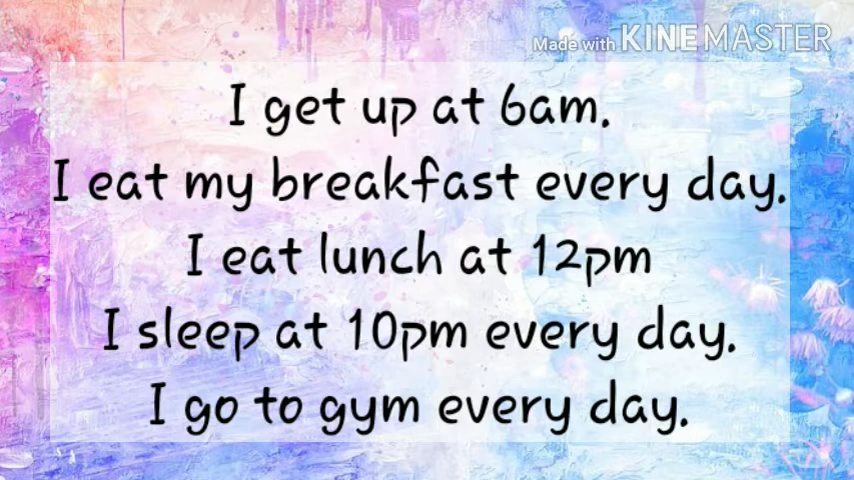 Made with KINEMASTER
I get up at 6am.
I eat my breakfast every day.
I eat lunch at 12pm
I sleep at 10pm every day.
I go to gym every day.